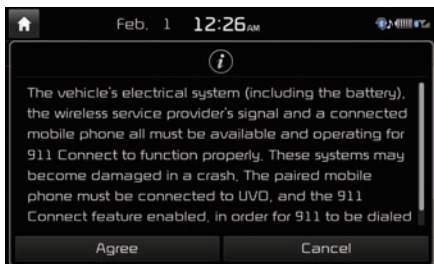 Feb. 1 12:26 AM
The vehicle's electrical system (including the battery),
the wireless service provider's signal and a connected
mobile phone all must be available and operating for
911 Connect to function properly. These systems may
become damaged in a crash. The paired mobile
phone must be connected to UVO, and the 911
Connect feature enabled, in order for 911 to be dialed
Agree Cancel